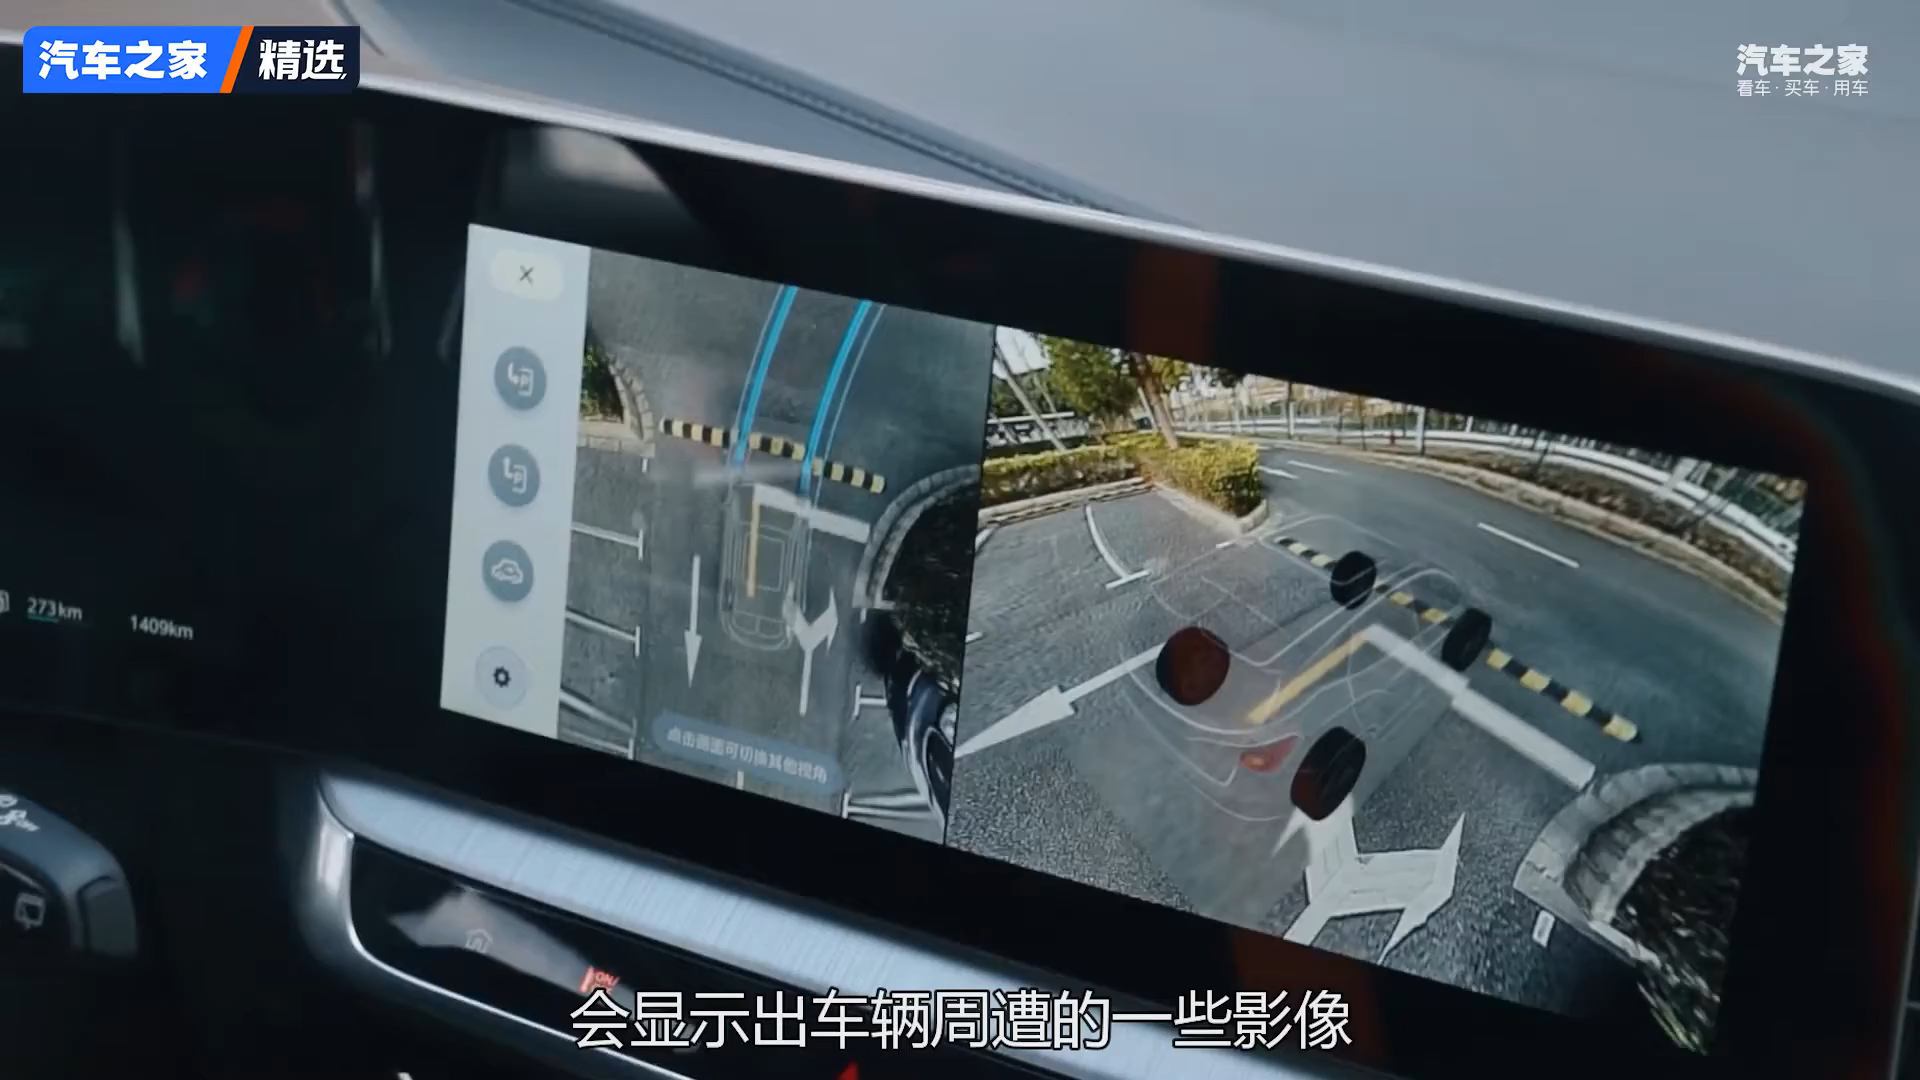 汽车之家 精选
汽车之家
看车·买车·用车
273km
1409km
点击画面可切换其他视角
会显示出车辆周遭的一些影像